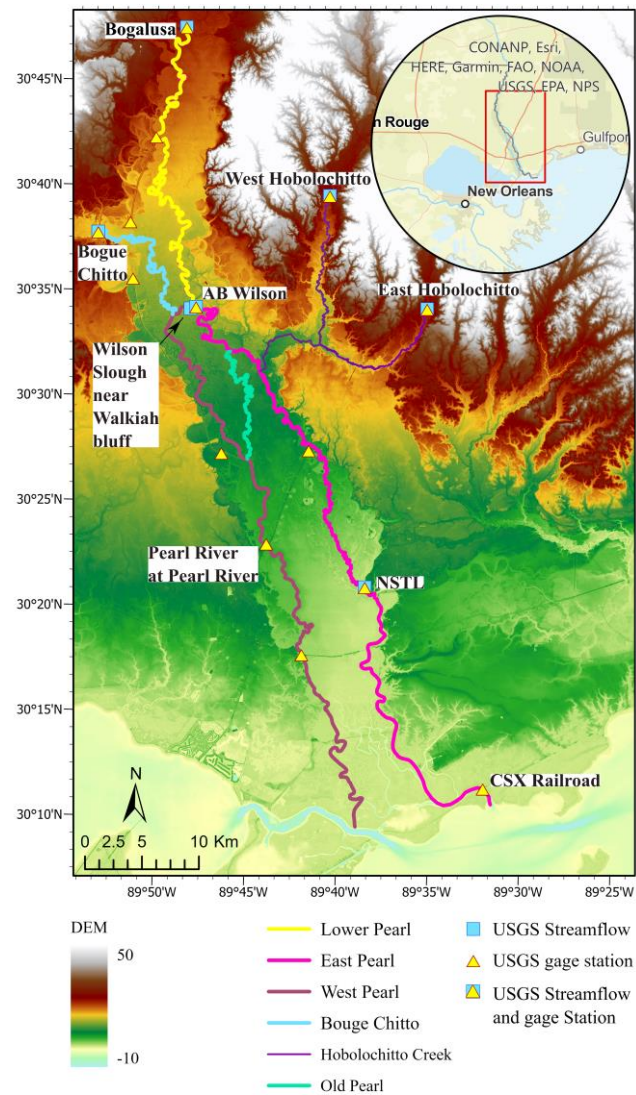 Bogalusa
CONANP, Esri,
HERE, Garmin, FAO, NOAA,
USGS, EPA, NPS
n Rouge
Gulfpor
New Orleans
30°45'N
30°40'N
30°35'N
30°30'N
30°25'N
30°20'N
30°15'N
30°10'N
West Hobolochitto
Bogue
Chitto
AB Wilson
East Hobolochitto
Wilson
Slough
near
Walkiah
bluff
Pearl River
at Pearl River
NSTL
CSX Railroad
N
0 2.5 5 10 Km
89°50'W 89°45'W 89°40'W 89°35'W 89°30'W 89°25'W
DEM
50
-10
Lower Pearl
East Pearl
West Pearl
Bouge Chitto
Hobolochitto Creek
Old Pearl
USGS Streamflow
USGS gage station
USGS Streamflow
and gage Station